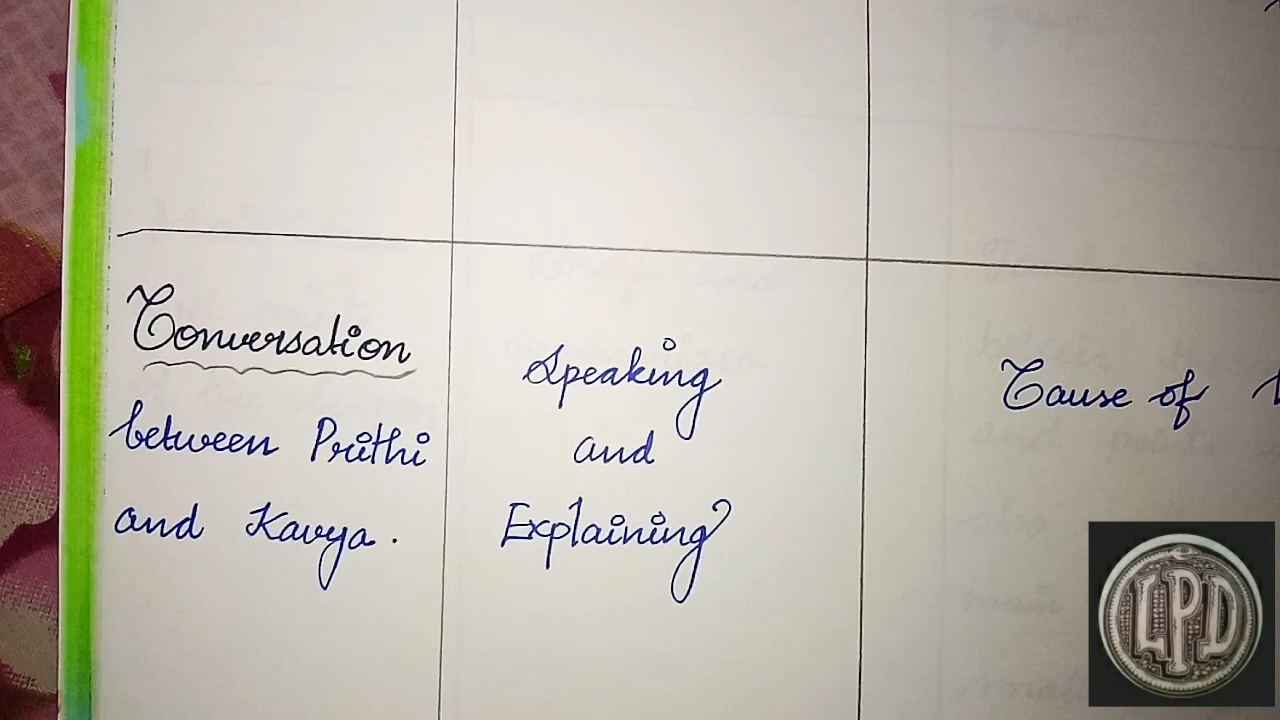 Conversation
between Prithi
and Kavya.
Speaking
and
Explaining
Cause of
LPD